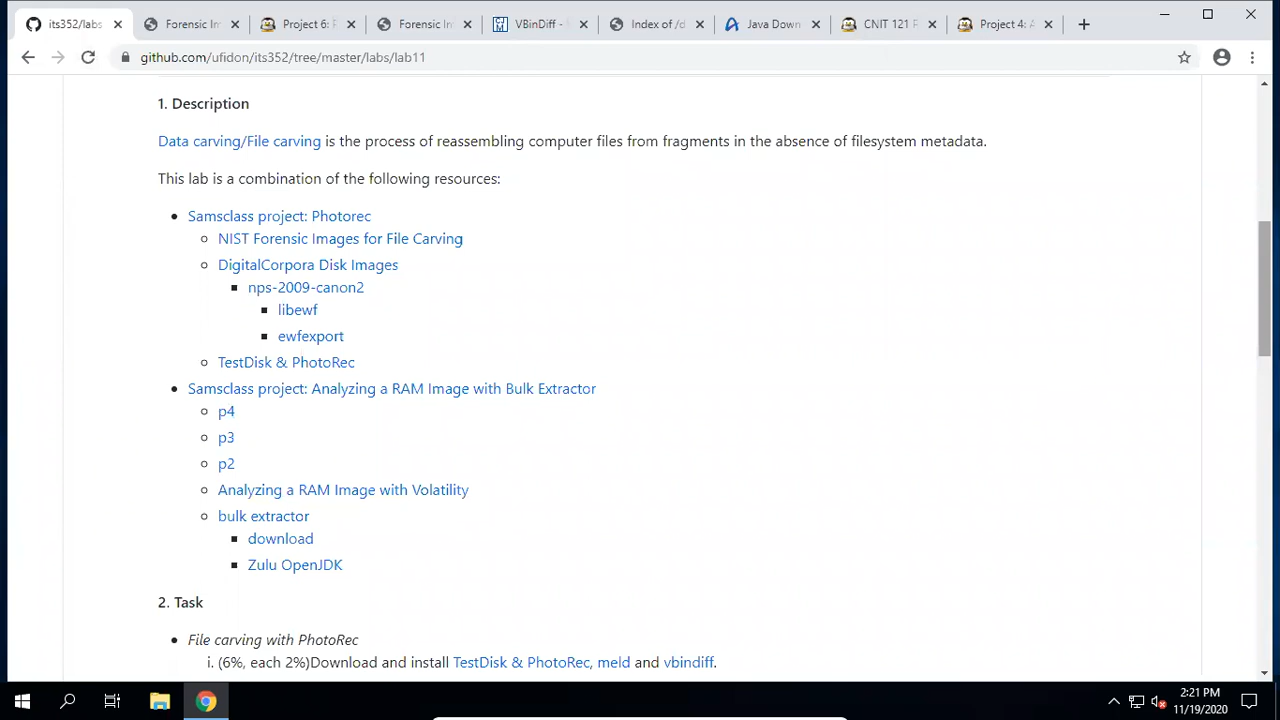 its352/labs
Forensic Im
Project 6: F
Forensic Im
VBinDiff -
Index of /d
Java Down
CNIT 121 P
Project 4: A
github.com/ufidon/its352/tree/master/labs/lab11
1. Description
Data carving/File carving is the process of reassembling computer files from fragments in the absence of filesystem metadata.
This lab is a combination of the following resources:
Samsclass project: Photorec
NIST Forensic Images for File Carving
DigitalCorpora Disk Images
nps-2009-canon2
libewf
ewfexport
TestDisk & PhotoRec
Samsclass project: Analyzing a RAM Image with Bulk Extractor
p4
p3
p2
Analyzing a RAM Image with Volatility
bulk extractor
download
Zulu OpenJDK
2. Task
File carving with PhotoRec
i. (6%, each 2%)Download and install TestDisk & PhotoRec, meld and vbindiff.
2:21 PM
11/19/2020